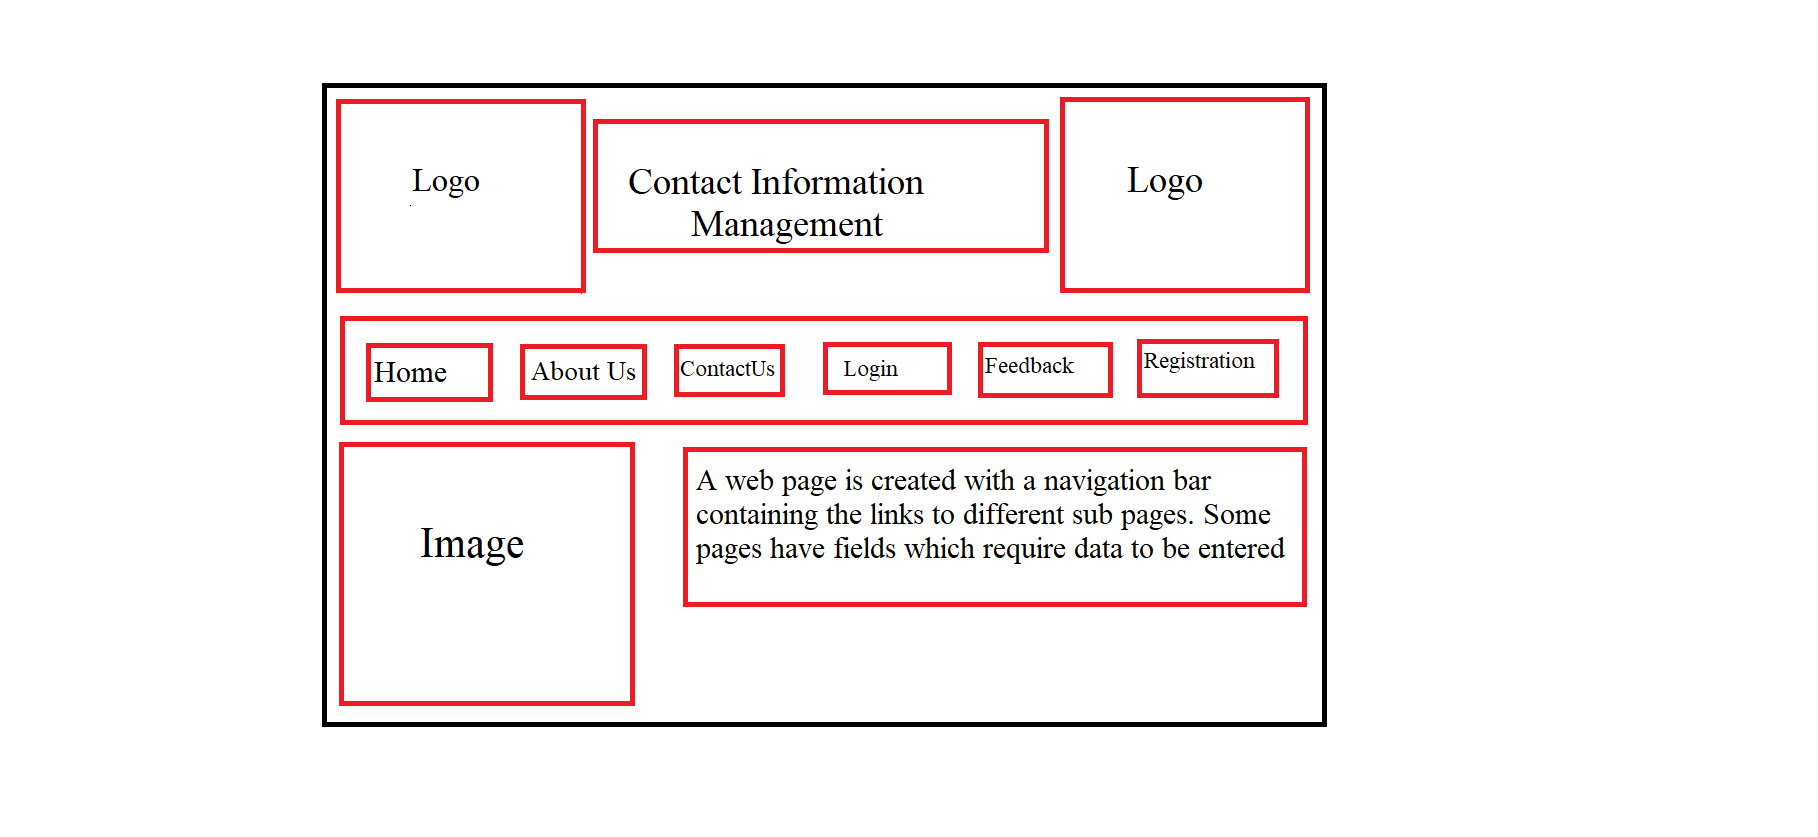 Logo
Contact Information
Management
Logo
Home
About Us
ContactUs
Login
Feedback
Registration
Image
A web page is created with a navigation bar
containing the links to different sub pages. Some
pages have fields which require data to be entered